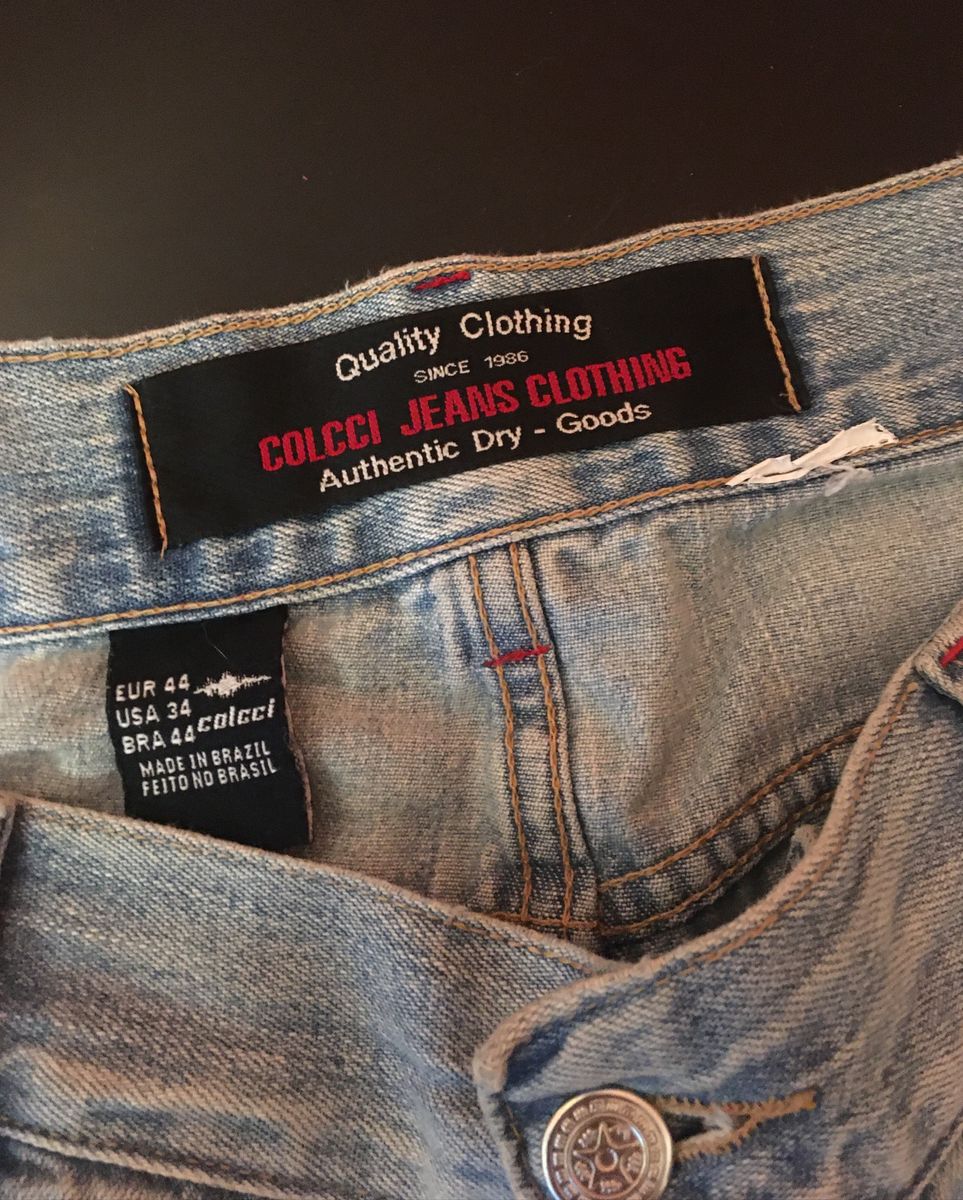 Quality Clothing
SINCE 1986
COLCCI JEANS CLOTHING
Authentic Dry - Goods
EUR 44
USA 34
BRA 44
colcci
MADE IN BRAZIL
FEITO NO BRASIL